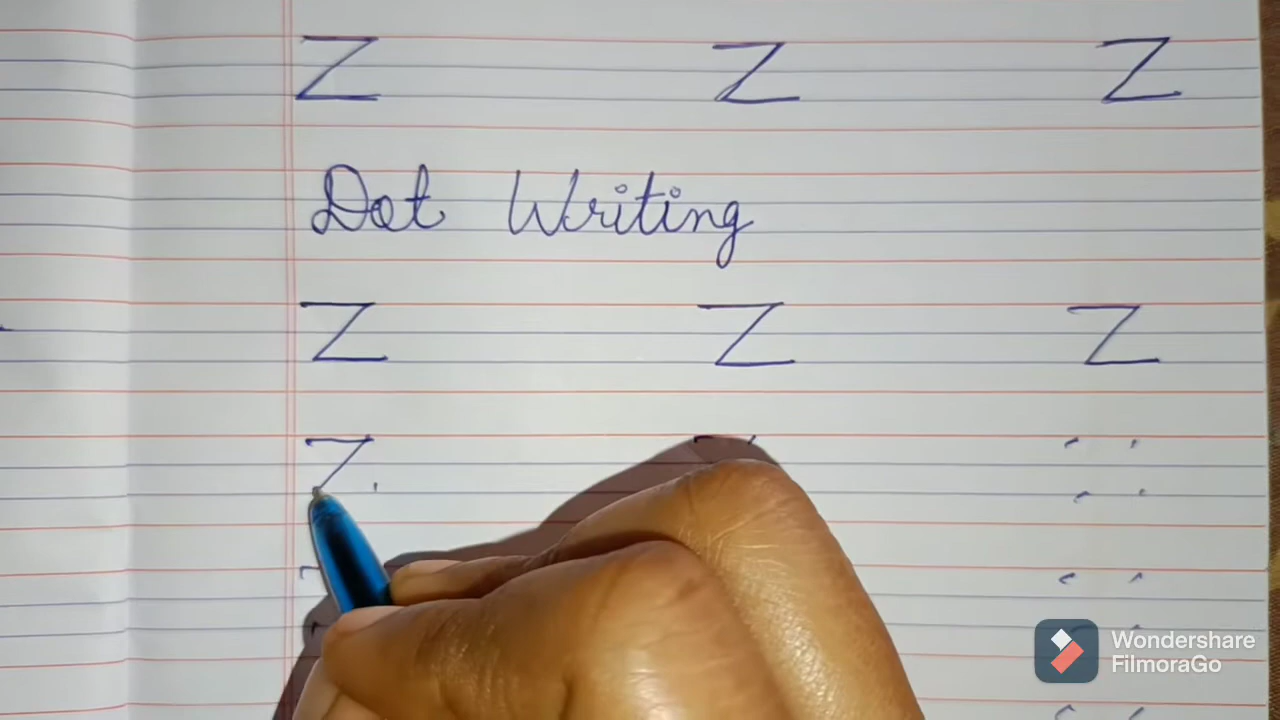 Z Z Z
Dot Writing
Z Z Z
Z
Wondershare
FilmoraGo